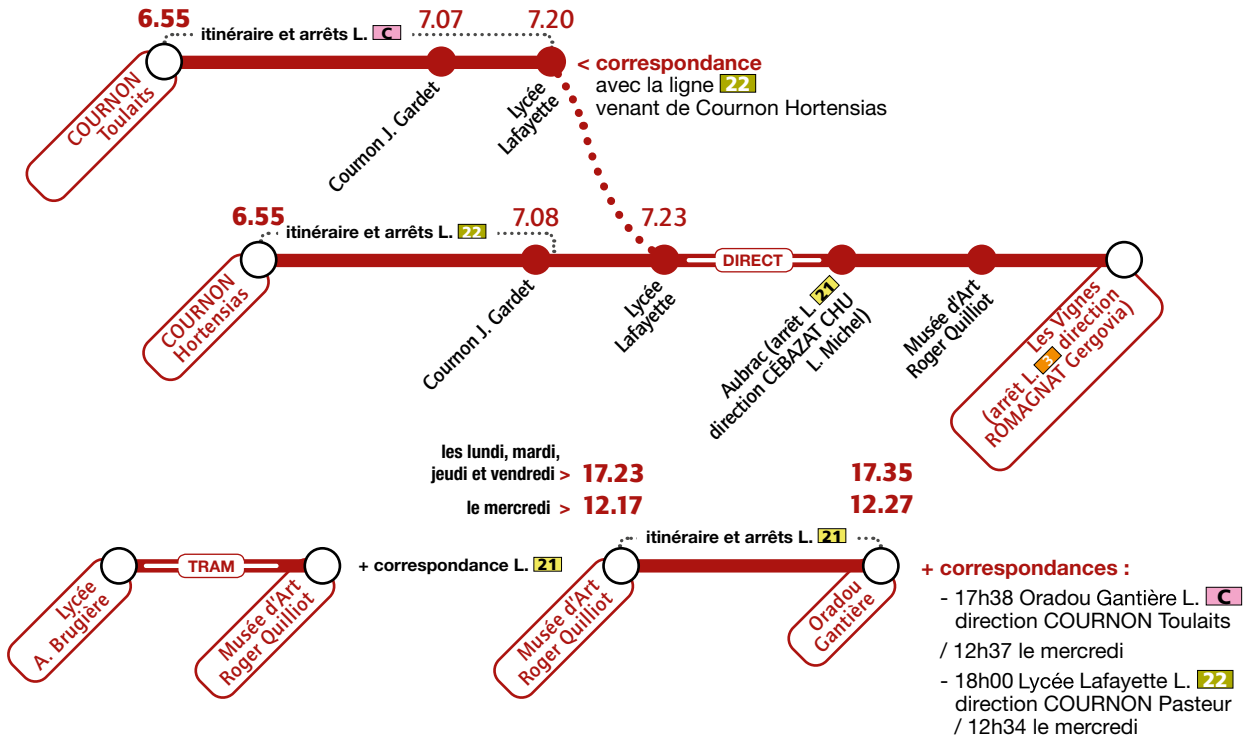 6.55
7.07
7.20
itinéraire et arrêts L. C
COURNON
Toulaits
Cournon J. Gardet
Lycée
Lafayette
< correspondance
avec la ligne 22
venant de Cournon Hortensias
6.55
7.08
7.23
itinéraire et arrêts L. 22
DIRECT
COURNON
Hortensias
Cournon J. Gardet
Lycée
Lafayette
Aubrac (arrêt L. 21
direction CÉBAZAT CHU
L. Michel)
Musée d'Art
Roger Quilliot
Les Vignes
(arrêt L. 3 direction
ROMAGNAT Gergovia)
les lundi, mardi,
jeudi et vendredi > 17.23
17.35
le mercredi > 12.17
12.27
itinéraire et arrêts L. 21
TRAM
+ correspondance L. 21
Lycée
A. Brugière
Musée d'Art
Roger Quilliot
Musée d'Art
Roger Quilliot
Oradou
Gantière
+ correspondances :
- 17h38 Oradou Gantière L. C
direction COURNON Toulaits
/ 12h37 le mercredi
- 18h00 Lycée Lafayette L. 22
direction COURNON Pasteur
/ 12h34 le mercredi